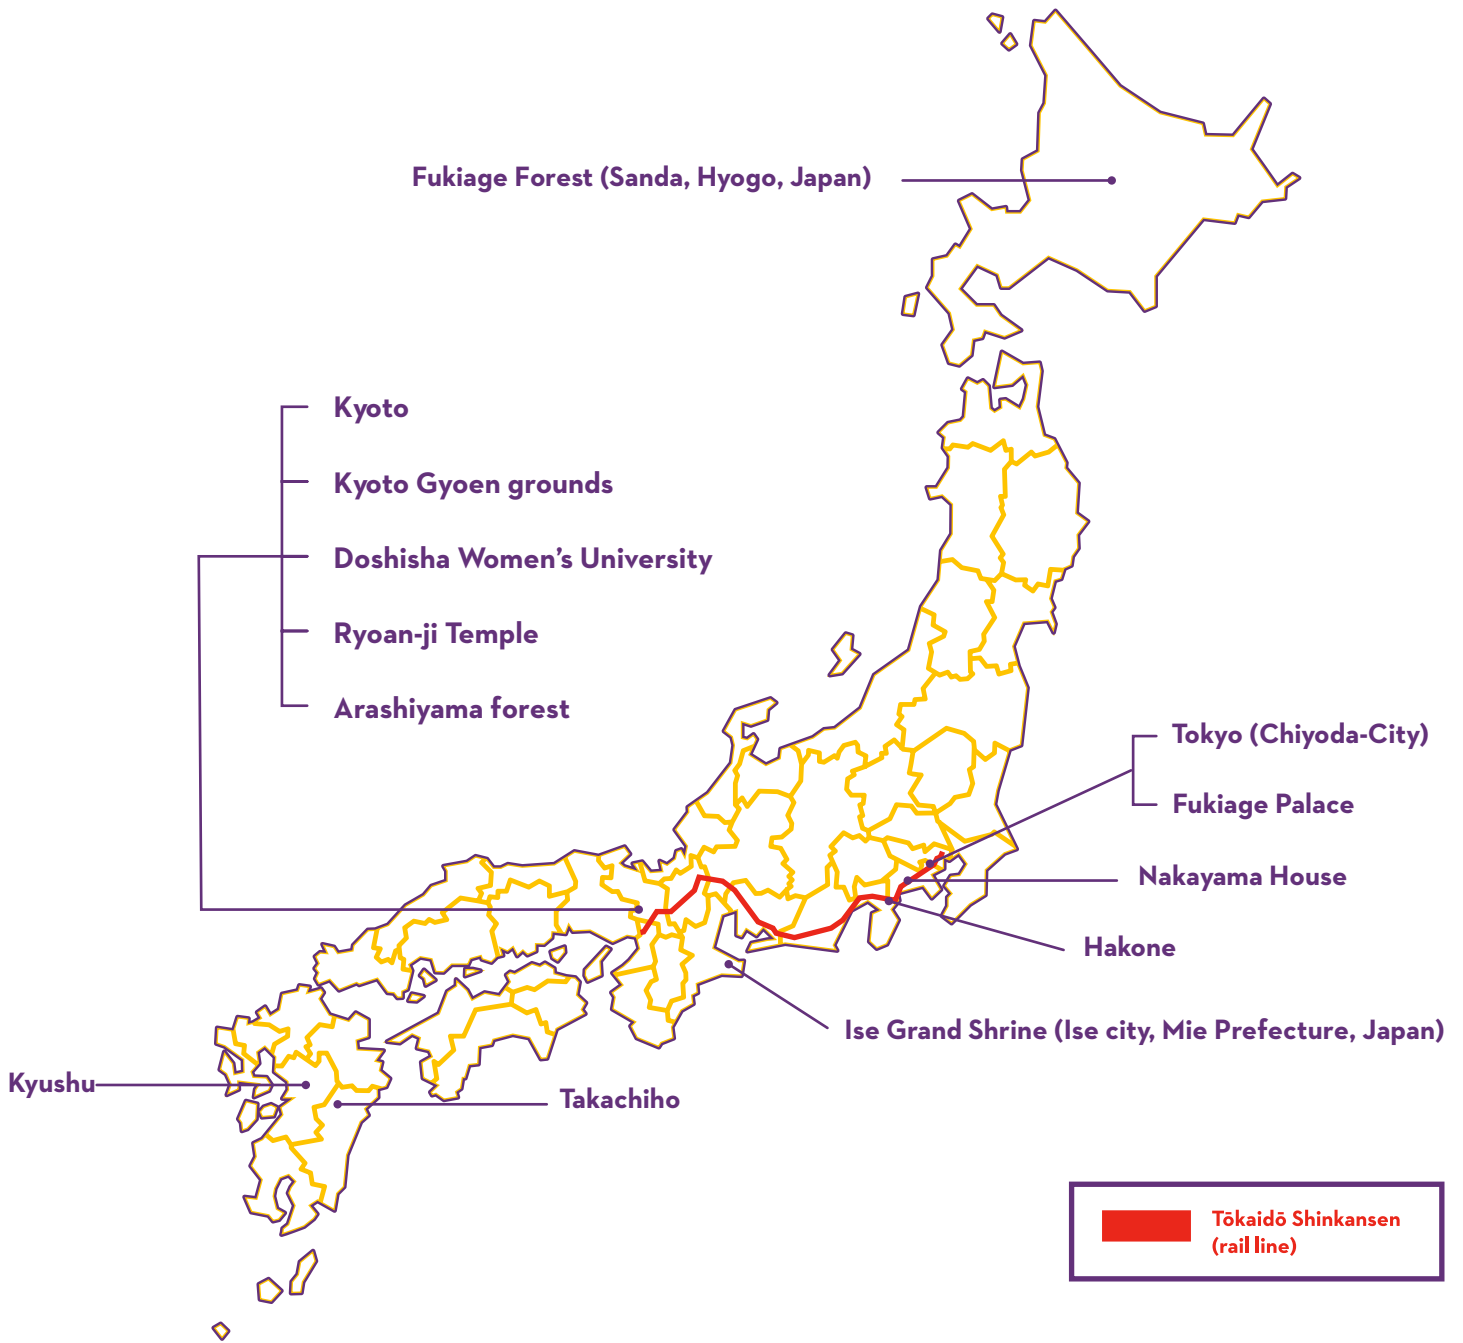 Fukiage Forest (Sanda, Hyogo, Japan)
Kyoto
Kyoto Gyoen grounds
Doshisha Women's University
Ryoan-ji Temple
Arashiyama forest
Tokyo (Chiyoda-City)
Fukiage Palace
Nakayama House
Hakone
Ise Grand Shrine (Ise city, Mie Prefecture, Japan)
Kyushu
Takachiho
Tōkaidō Shinkansen
(rail line)